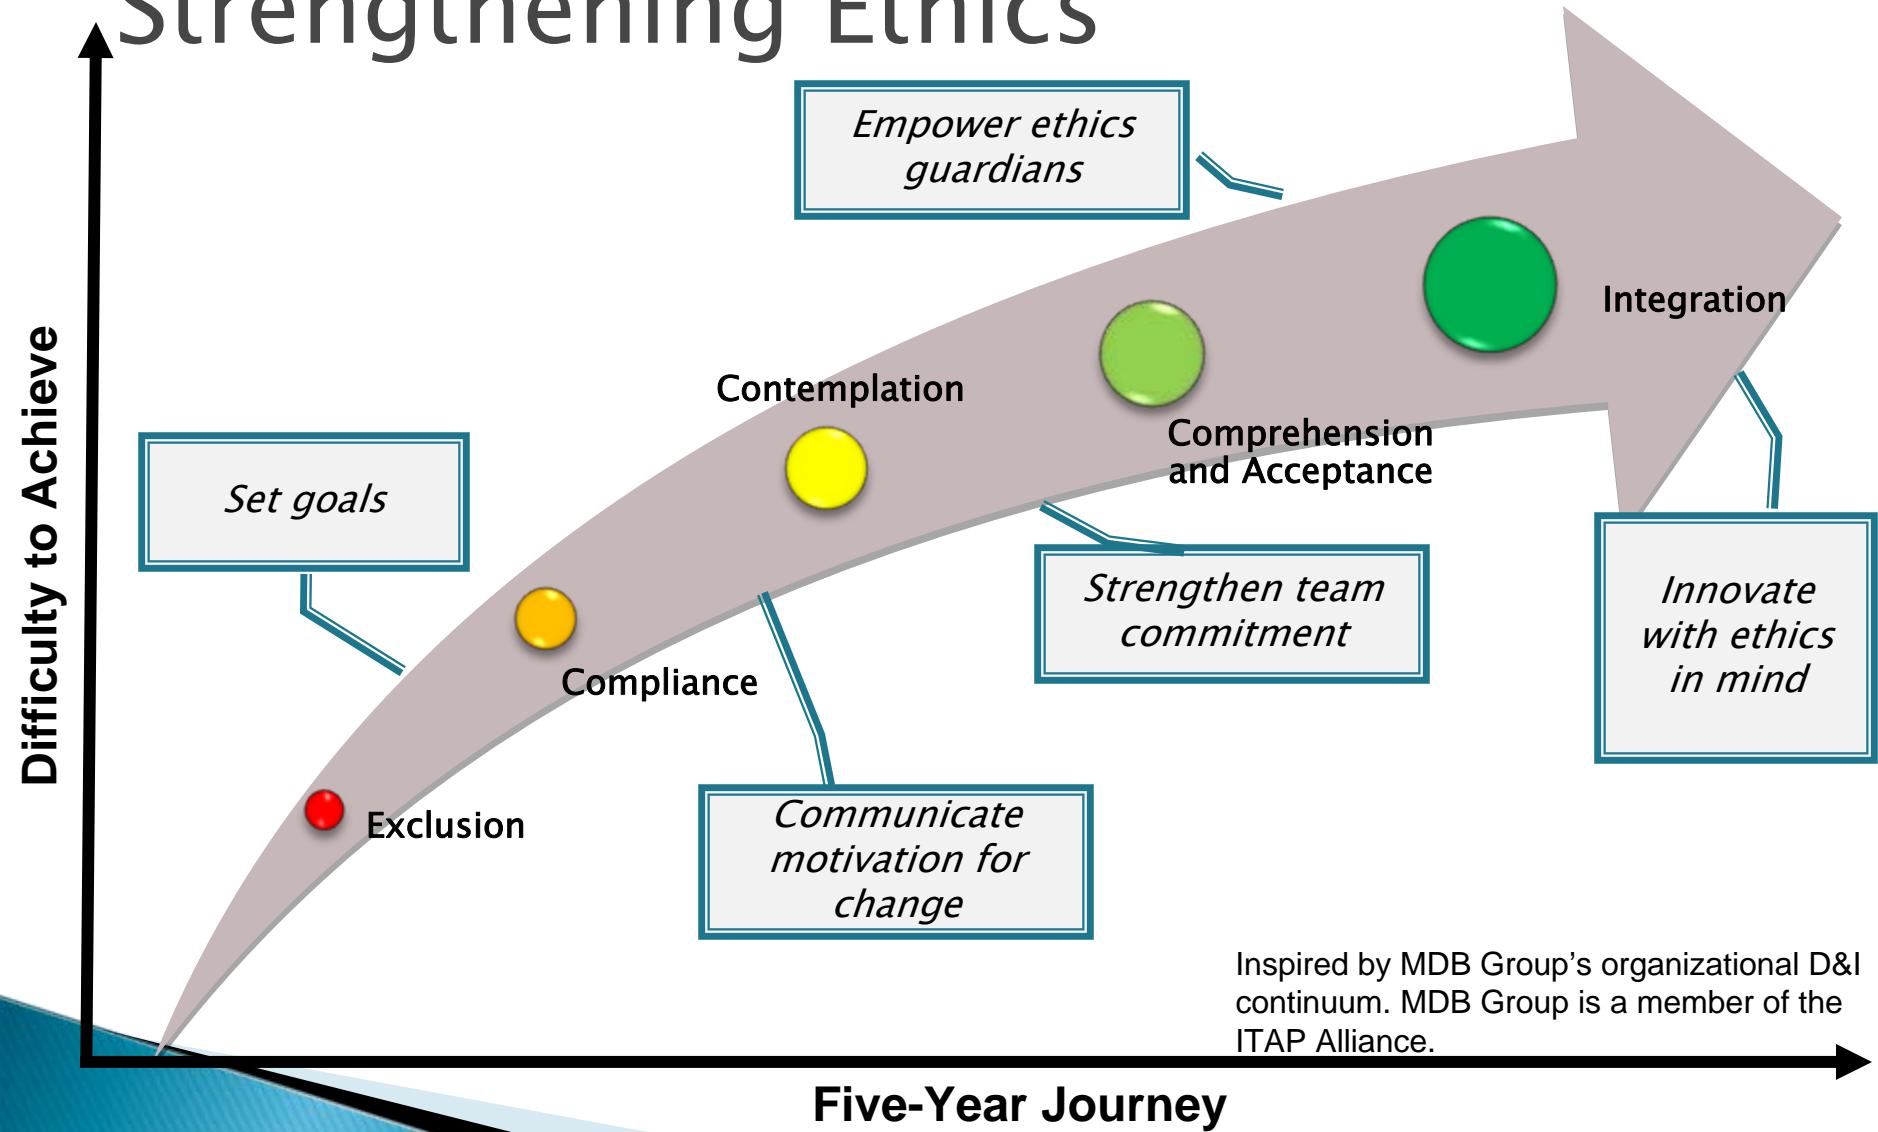 Strengthening Ethics
Empower ethics
guardians
Integration
Contemplation
Comprehension
and Acceptance
Set goals
Strengthen team
commitment
Innovate
with ethics
in mind
Compliance
Communicate
motivation for
change
Exclusion
Difficulty to Achieve
Inspired by MDB Group’s organizational D&I
continuum. MDB Group is a member of the
ITAP Alliance.
Five-Year Journey